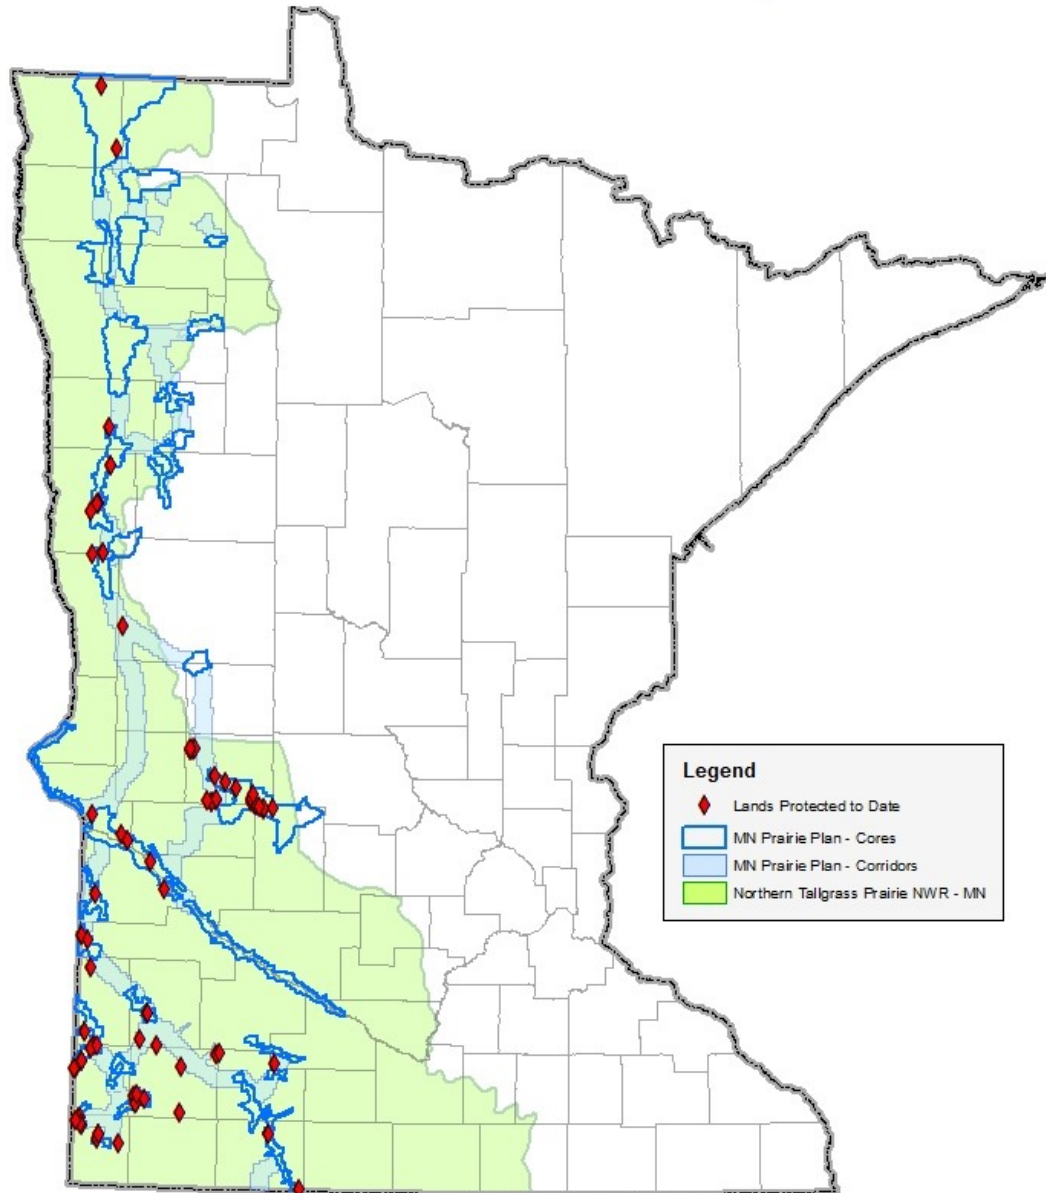 Legend
Lands Protected to Date
MN Prairie Plan - Cores
MN Prairie Plan - Corridors
Northern Tallgrass Prairie NWR - MN